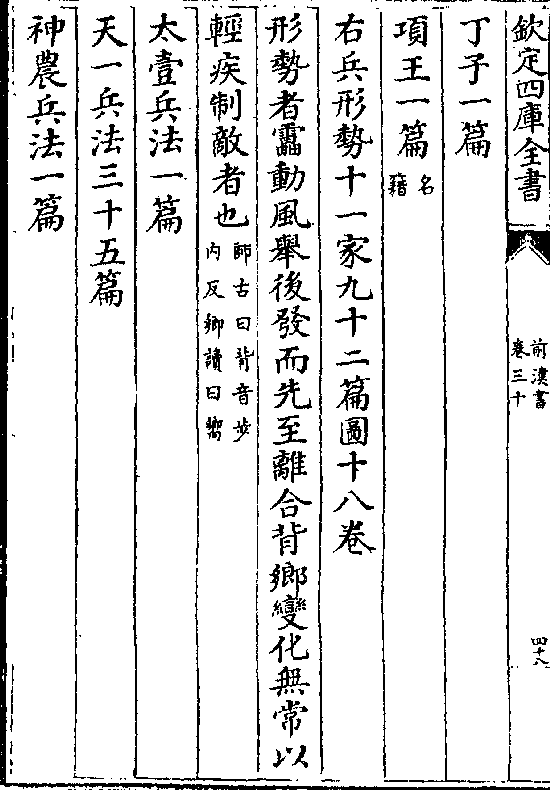 欽定四庫全書
前漢書
卷三十
四十八
丁子一篇
項王一篇 名籍
右兵形勢十一家九十二篇圖十八卷
形勢者靁動風舉後發而先至離合背鄉變化無常以
輕疾制敵者也 師古曰背音步内反鄉讀曰嚮
太壹兵法一篇
天一兵法三十五篇
神農兵法一篇